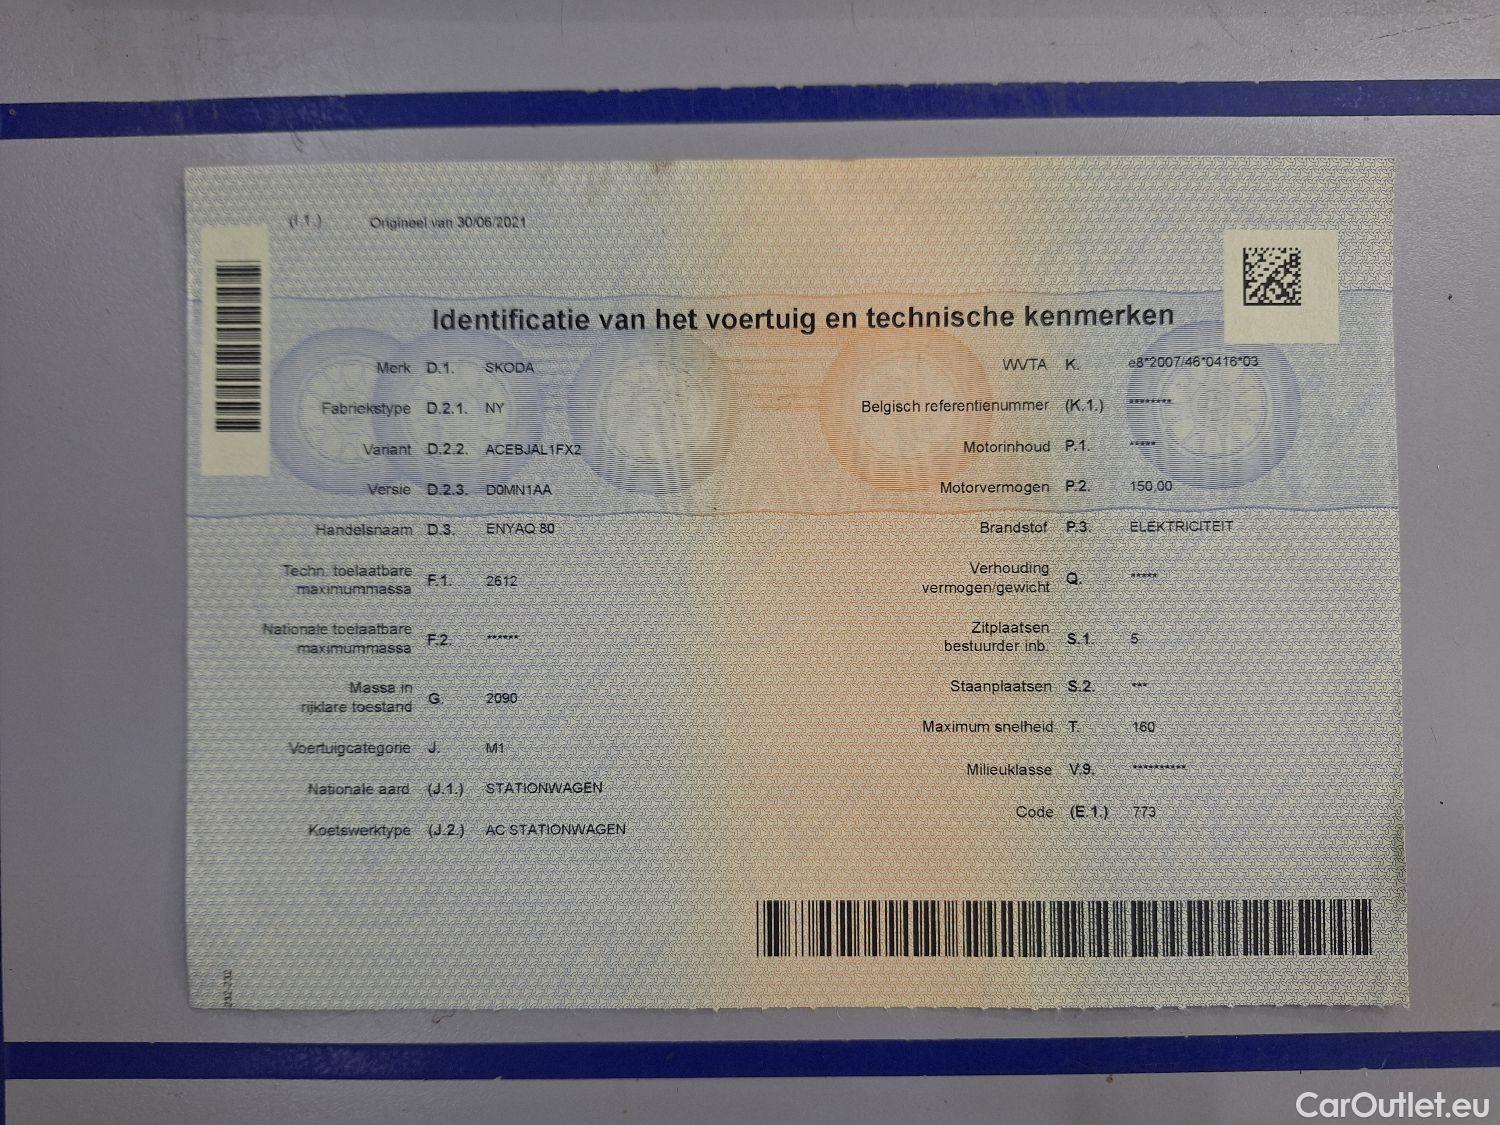 (I.1.) Origineel van 30/06/2021
Identificatie van het voertuig en technische kenmerken
Merk D.1. SKODA
Fabriekstype D.2.1. NY
Variant D.2.2. ACEBJAL1FX2
Versie D.2.3. D0MN1AA
Handelsnaam D.3. ENYAQ 80
Techn. toelaatbare
maximummassa F.1. 2612
Nationale toelaatbare
maximummassa F.2. ******
Massa in
rijklare toestand G. 2090
Voertuigcategorie J. M1
Nationale aard (J.1.) STATIONWAGEN
Koetswerktype (J.2.) AC STATIONWAGEN
WVTA K. e8*2007/46*0416*03
Belgisch referentienummer (K.1.) ********
Motorinhoud P.1. *****
Motorvermogen P.2. 150,00
Brandstof P.3. ELEKTRICITEIT
Verhouding
vermogen/gewicht Q. *****
Zitplaatsen
bestuurder inb. S.1. 5
Staanplaatsen S.2. ***
Maximum snelheid T. 160
Milieuklasse V.9. **********
Code (E.1.) 773
232-232
CarOutlet.eu